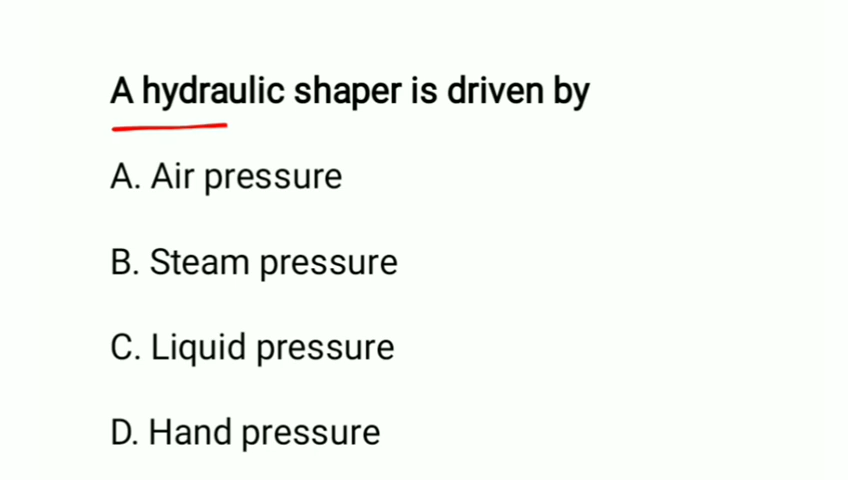 A hydraulic shaper is driven by
A. Air pressure
B. Steam pressure
C. Liquid pressure
D. Hand pressure